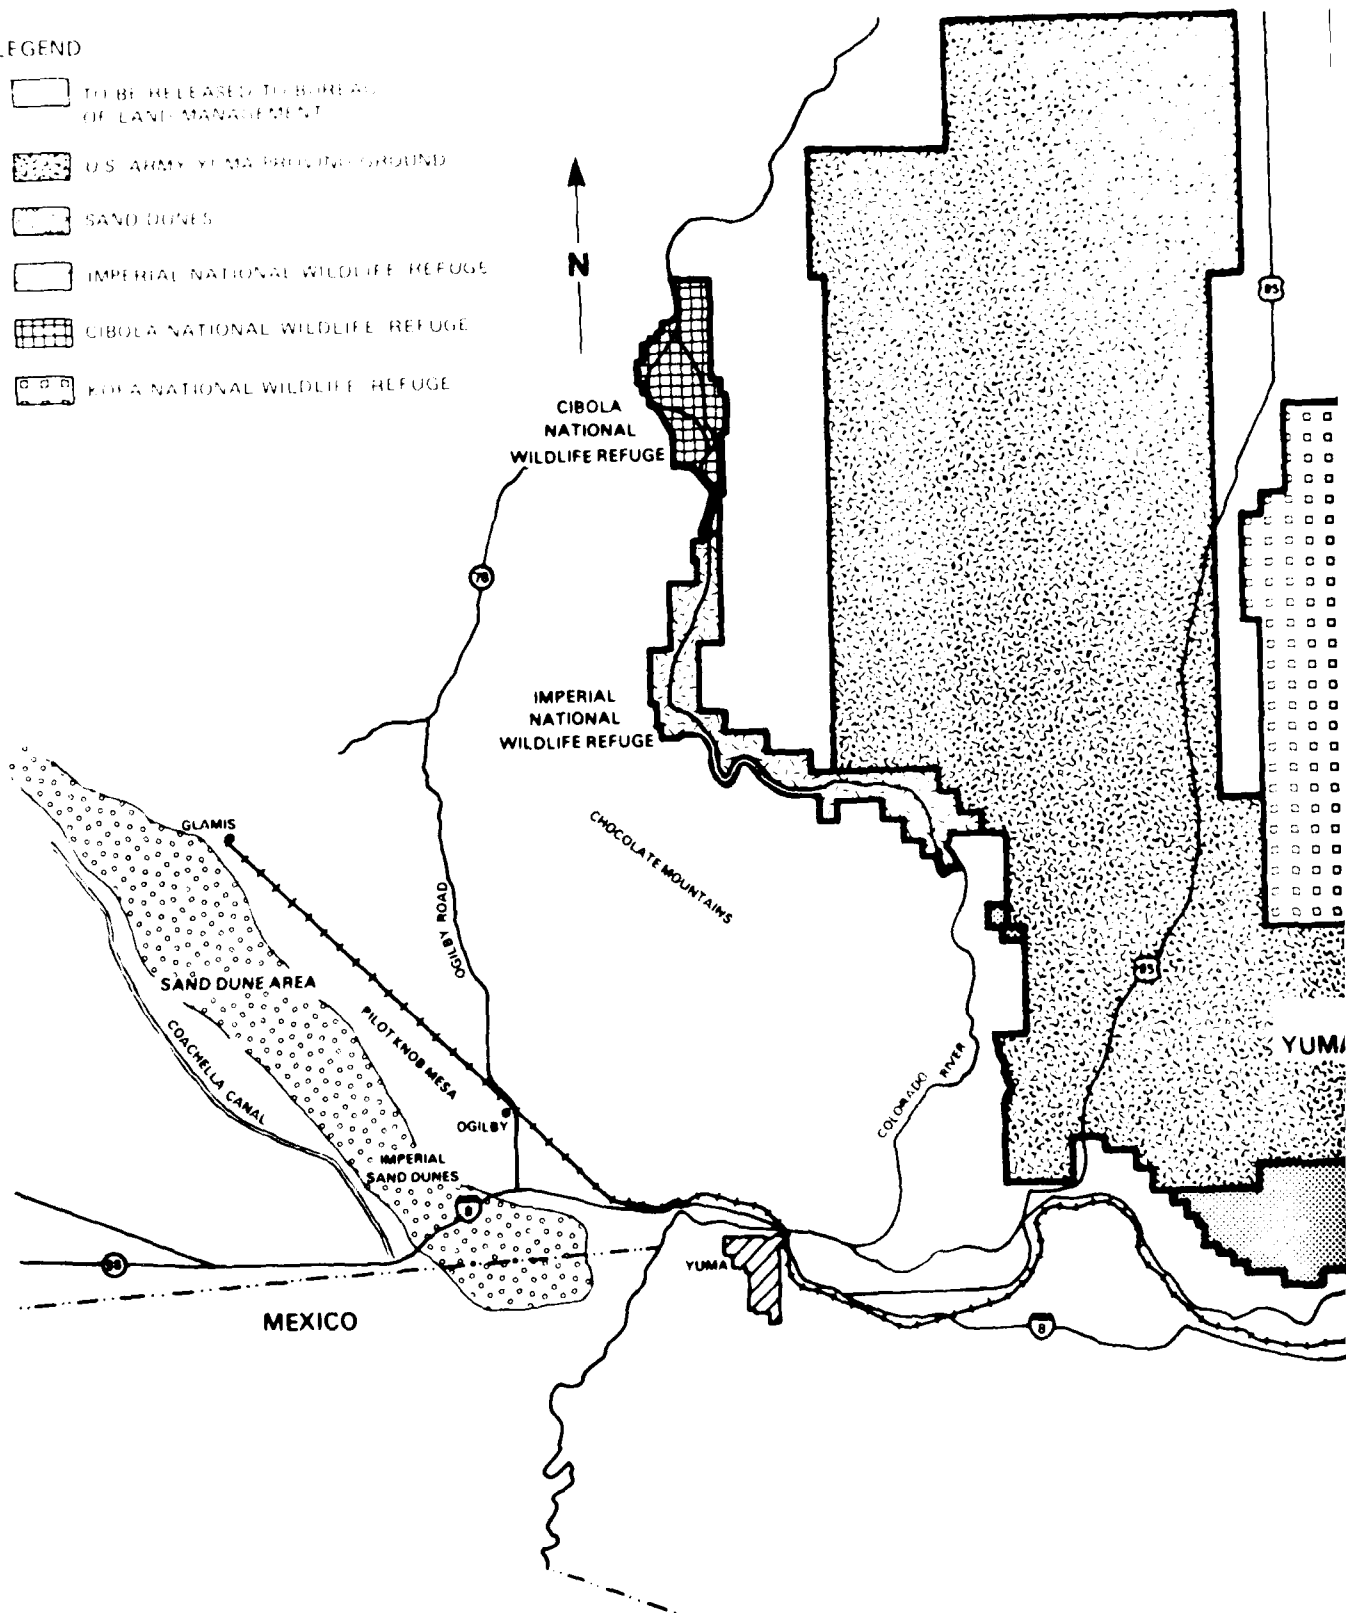 LEGEND
TO BE RELEASED TO BUREAU
OF LAND MANAGEMENT
U.S. ARMY YUMA PROVING GROUND
SAND DUNES
IMPERIAL NATIONAL WILDLIFE REFUGE
CIBOLA NATIONAL WILDLIFE REFUGE
KOFA NATIONAL WILDLIFE REFUGE
N
95
CIBOLA
NATIONAL
WILDLIFE REFUGE
78
IMPERIAL
NATIONAL
WILDLIFE REFUGE
GLAMIS
CHOCOLATE MOUNTAINS
OGILBY ROAD
SAND DUNE AREA
95
PILOT KNOB MESA
COACHELLA CANAL
YUMA
COLORADO RIVER
OGILBY
IMPERIAL
SAND DUNES
8
98
YUMA
MEXICO
8